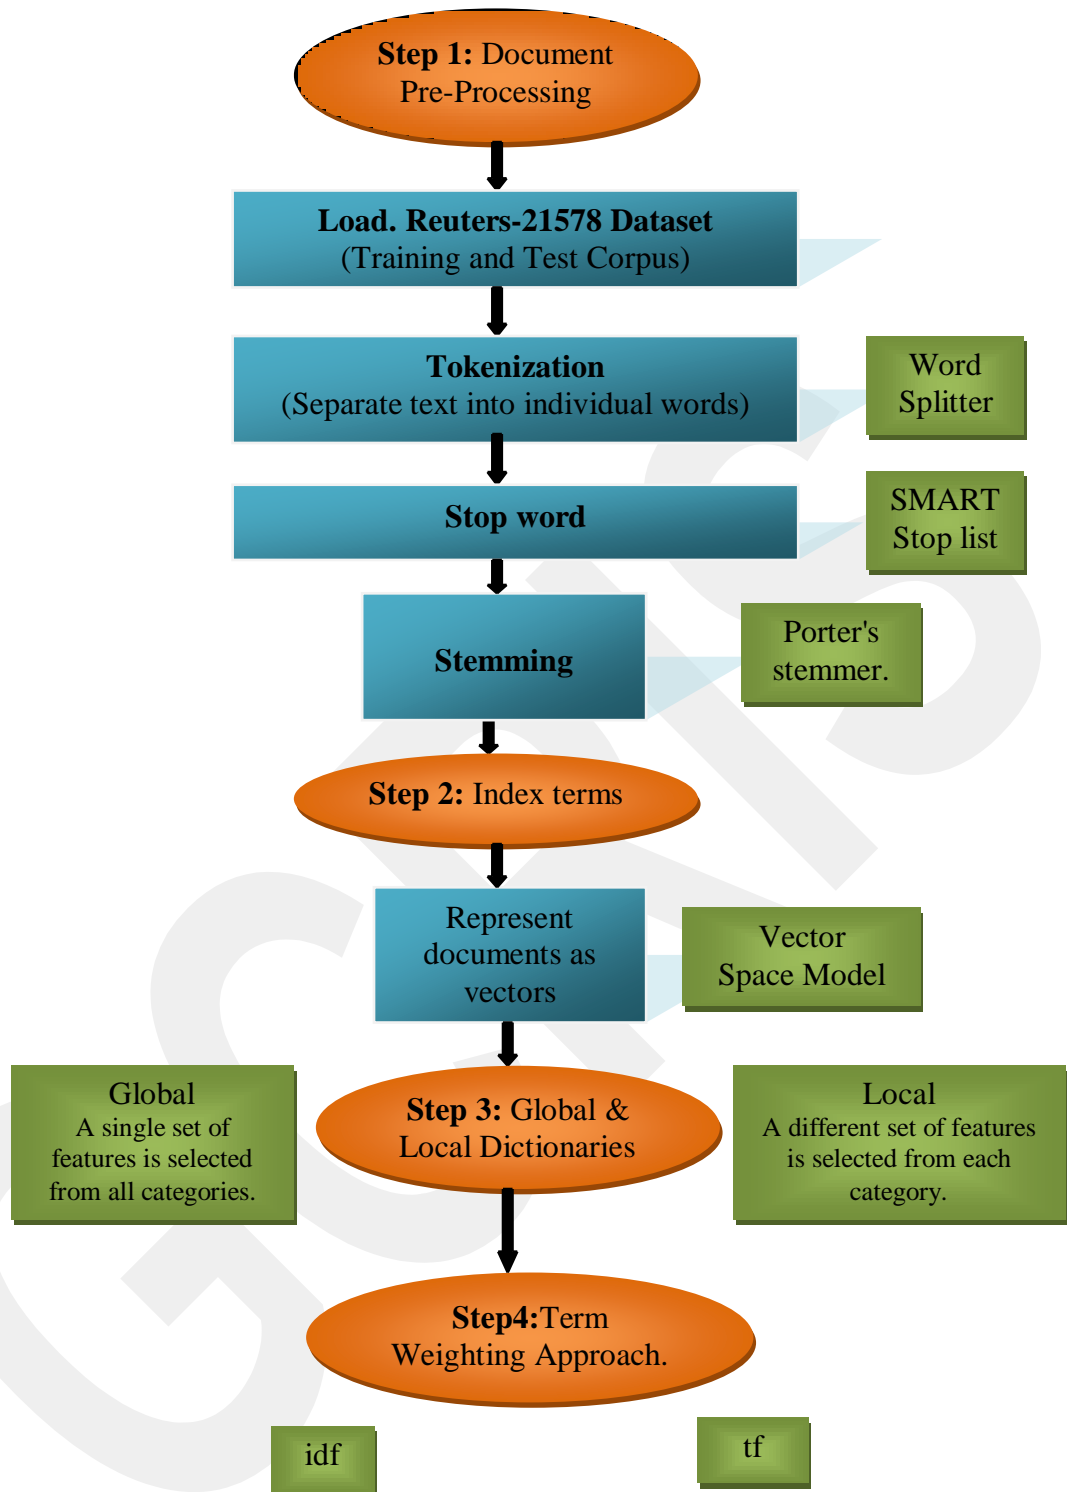 Step 1: Document
Pre-Processing
Load. Reuters-21578 Dataset
(Training and Test Corpus)
Tokenization
(Separate text into individual words)
Word
Splitter
Stop word
SMART
Stop list
Stemming
Porter's
stemmer.
Step 2: Index terms
Represent
documents as
vectors
Vector
Space Model
Global
A single set of
features is selected
from all categories.
Step 3: Global &
Local Dictionaries
Local
A different set of features
is selected from each
category.
Step4:Term
Weighting Approach.
idf
tf